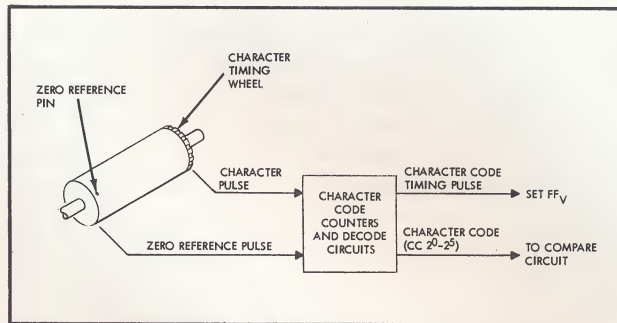 CHARACTER
TIMING
WHEEL
ZERO REFERENCE
PIN
CHARACTER
PULSE
CHARACTER
CODE
COUNTERS
AND DECODE
CIRCUITS
CHARACTER CODE
TIMING PULSE
SET FFV
ZERO REFERENCE PULSE
CHARACTER CODE
(CC 2⁰-2⁵)
TO COMPARE
CIRCUIT